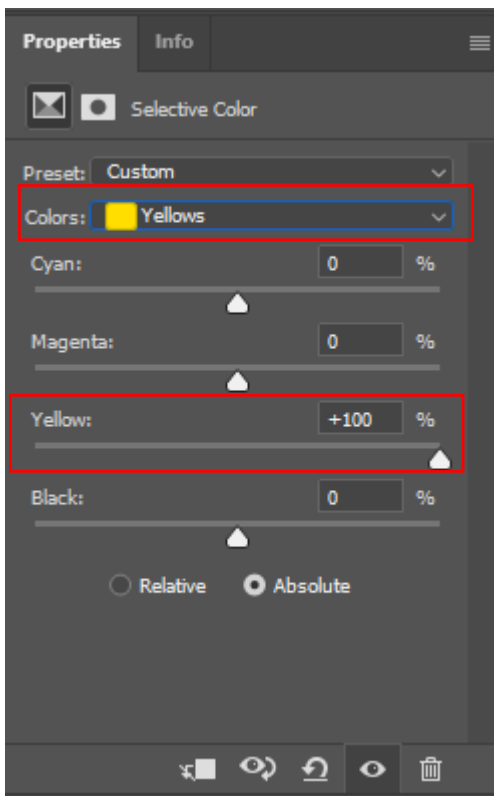 Properties Info
Selective Color
Preset: Custom
Colors: Yellows
Cyan: 0 %
Magenta: 0 %
Yellow: +100 %
Black: 0 %
Relative Absolute